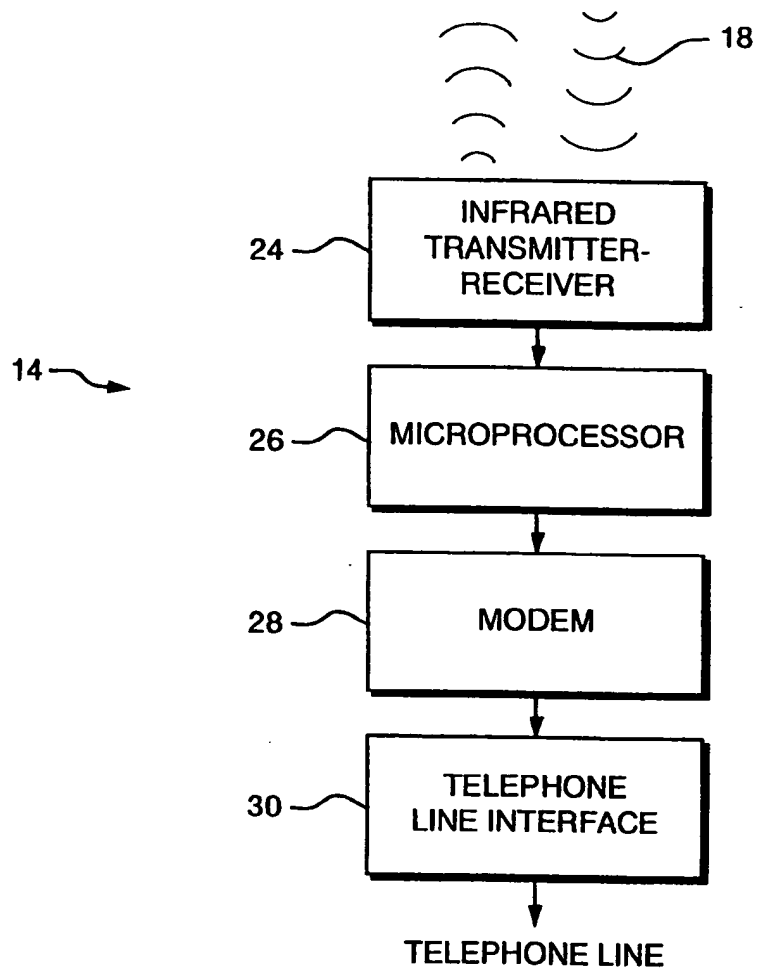 18
24
INFRARED
TRANSMITTER-
RECEIVER
14
26
MICROPROCESSOR
28
MODEM
30
TELEPHONE
LINE INTERFACE
TELEPHONE LINE